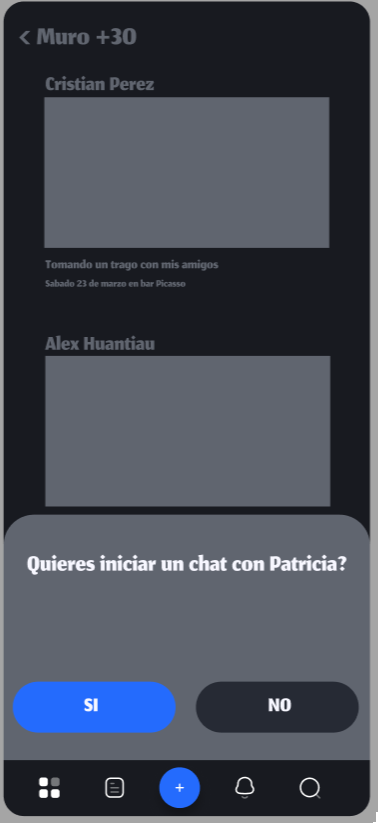 < Muro +30
Cristian Perez
Tomando un trago con mis amigos
Sabado 23 de marzo en bar Picasso
Alex Huantiau
Quieres iniciar un chat con Patricia?
SI
NO
+